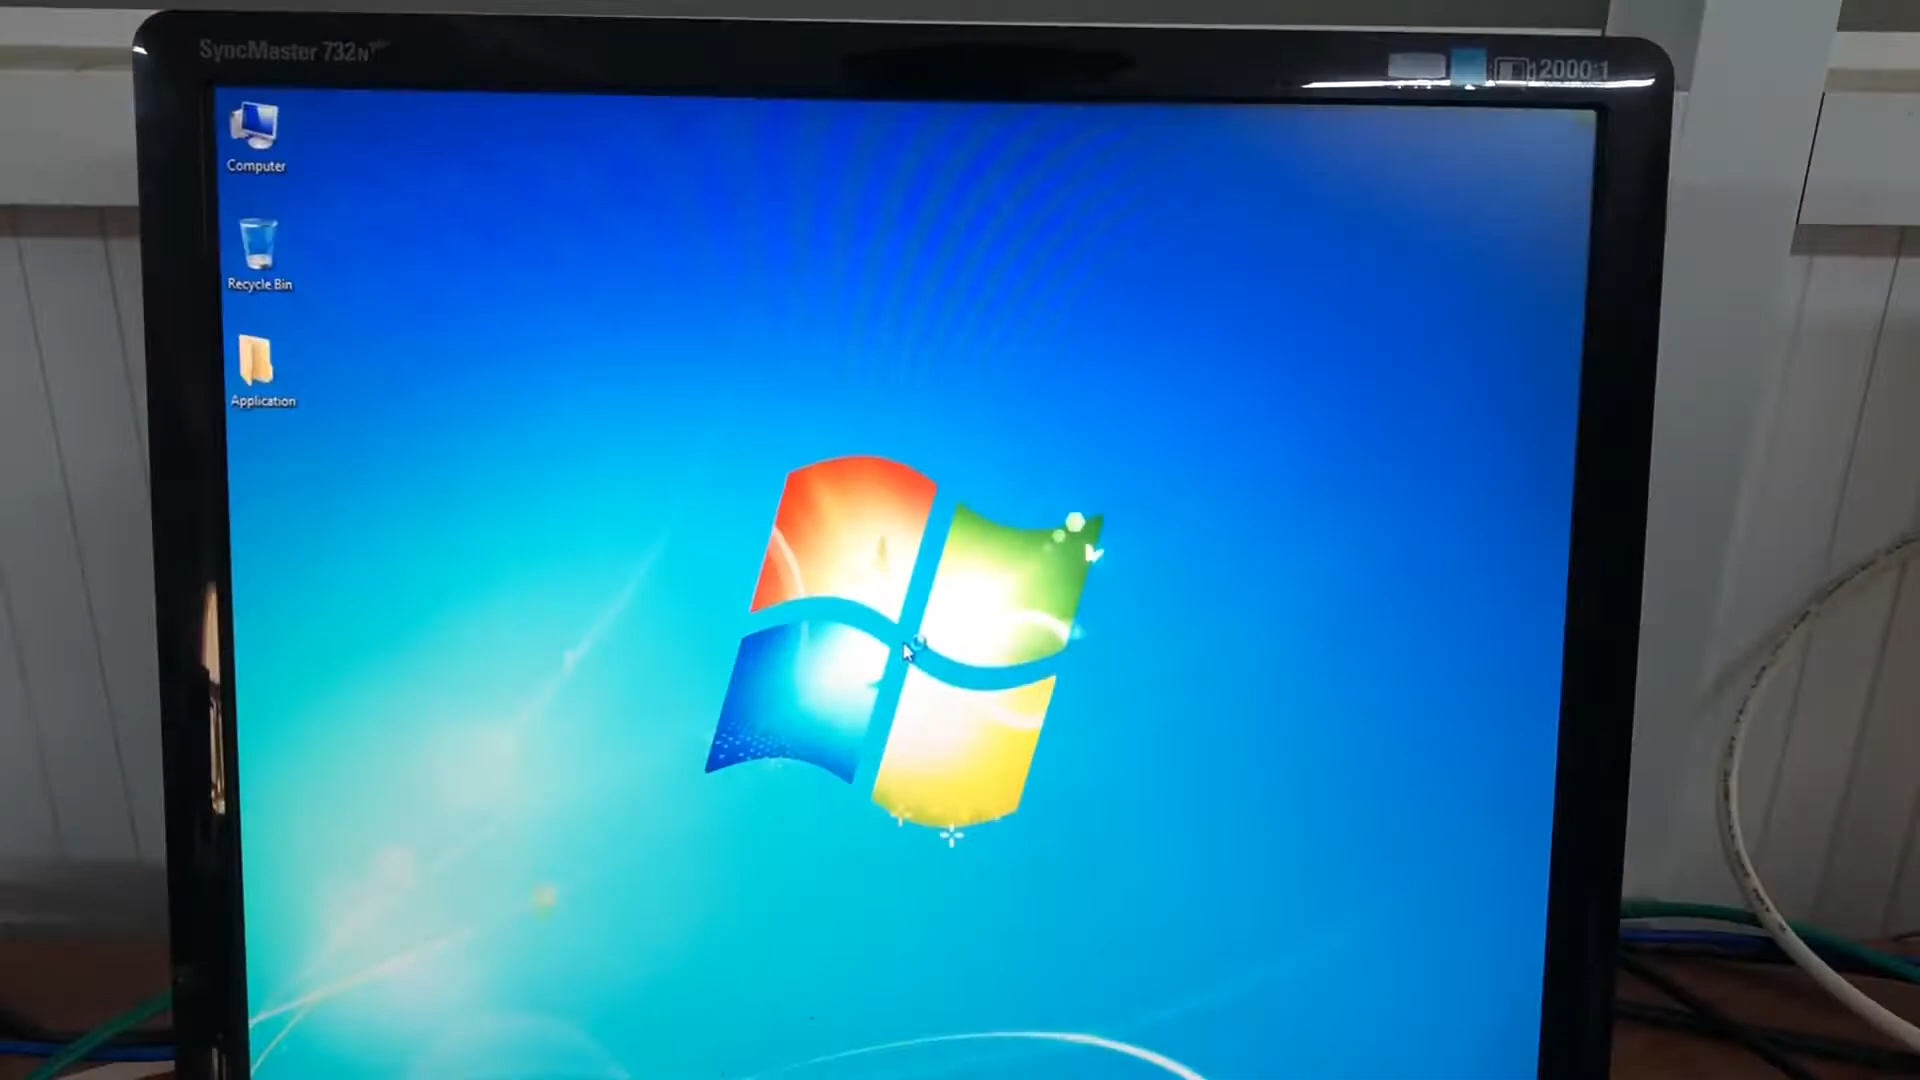 SyncMaster 732N
2000:1
Computer
Recycle Bin
Application